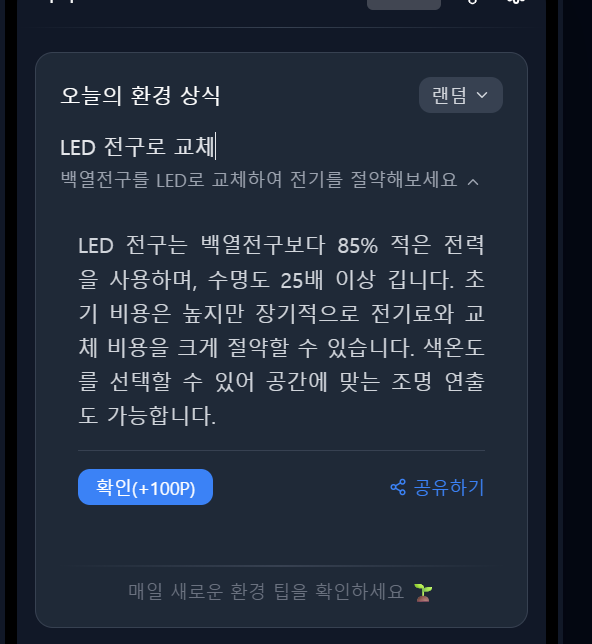 오늘의 환경 상식
랜덤
LED 전구로 교체
백열전구를 LED로 교체하여 전기를 절약해보세요
LED 전구는 백열전구보다 85% 적은 전력
을 사용하며, 수명도 25배 이상 깁니다. 초
기 비용은 높지만 장기적으로 전기료와 교
체 비용을 크게 절약할 수 있습니다. 색온도
를 선택할 수 있어 공간에 맞는 조명 연출
도 가능합니다.
확인(+100P)
공유하기
매일 새로운 환경 팁을 확인하세요 🌱